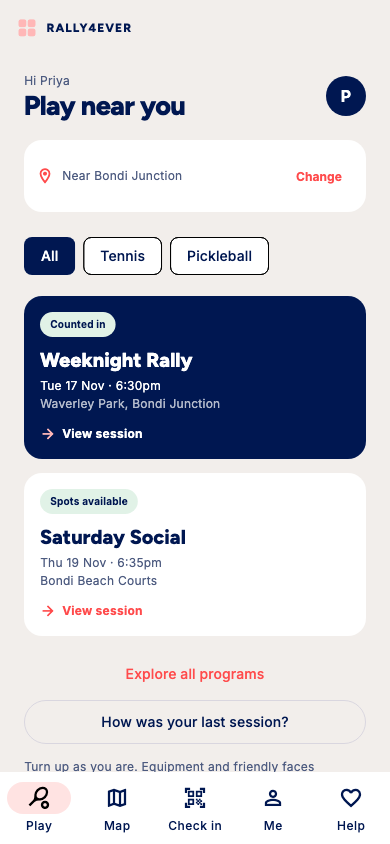 RALLY4EVER
Hi Priya
Play near you
P
Near Bondi Junction
Change
All
Tennis
Pickleball
Counted in
Weeknight Rally
Tue 17 Nov · 6:30pm
Waverley Park, Bondi Junction
→ View session
Spots available
Saturday Social
Thu 19 Nov · 6:35pm
Bondi Beach Courts
→ View session
Explore all programs
How was your last session?
Turn up as you are. Equipment and friendly faces
Play
Map
Check in
Me
Help